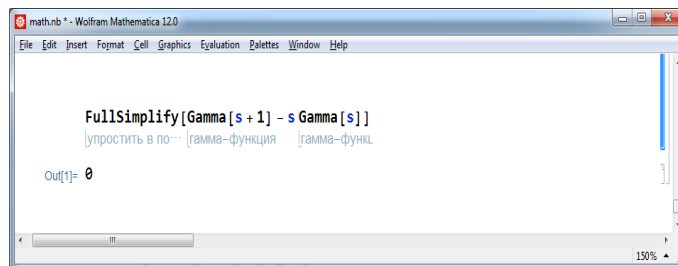 math.nb * - Wolfram Mathematica 12.0
File Edit Insert Format Cell Graphics Evaluation Palettes Window Help
FullSimplify[Gamma[s + 1] - s Gamma[s]]
упростить в по⋯ гамма-функция гамма-функц
Out[1]= 0
150%